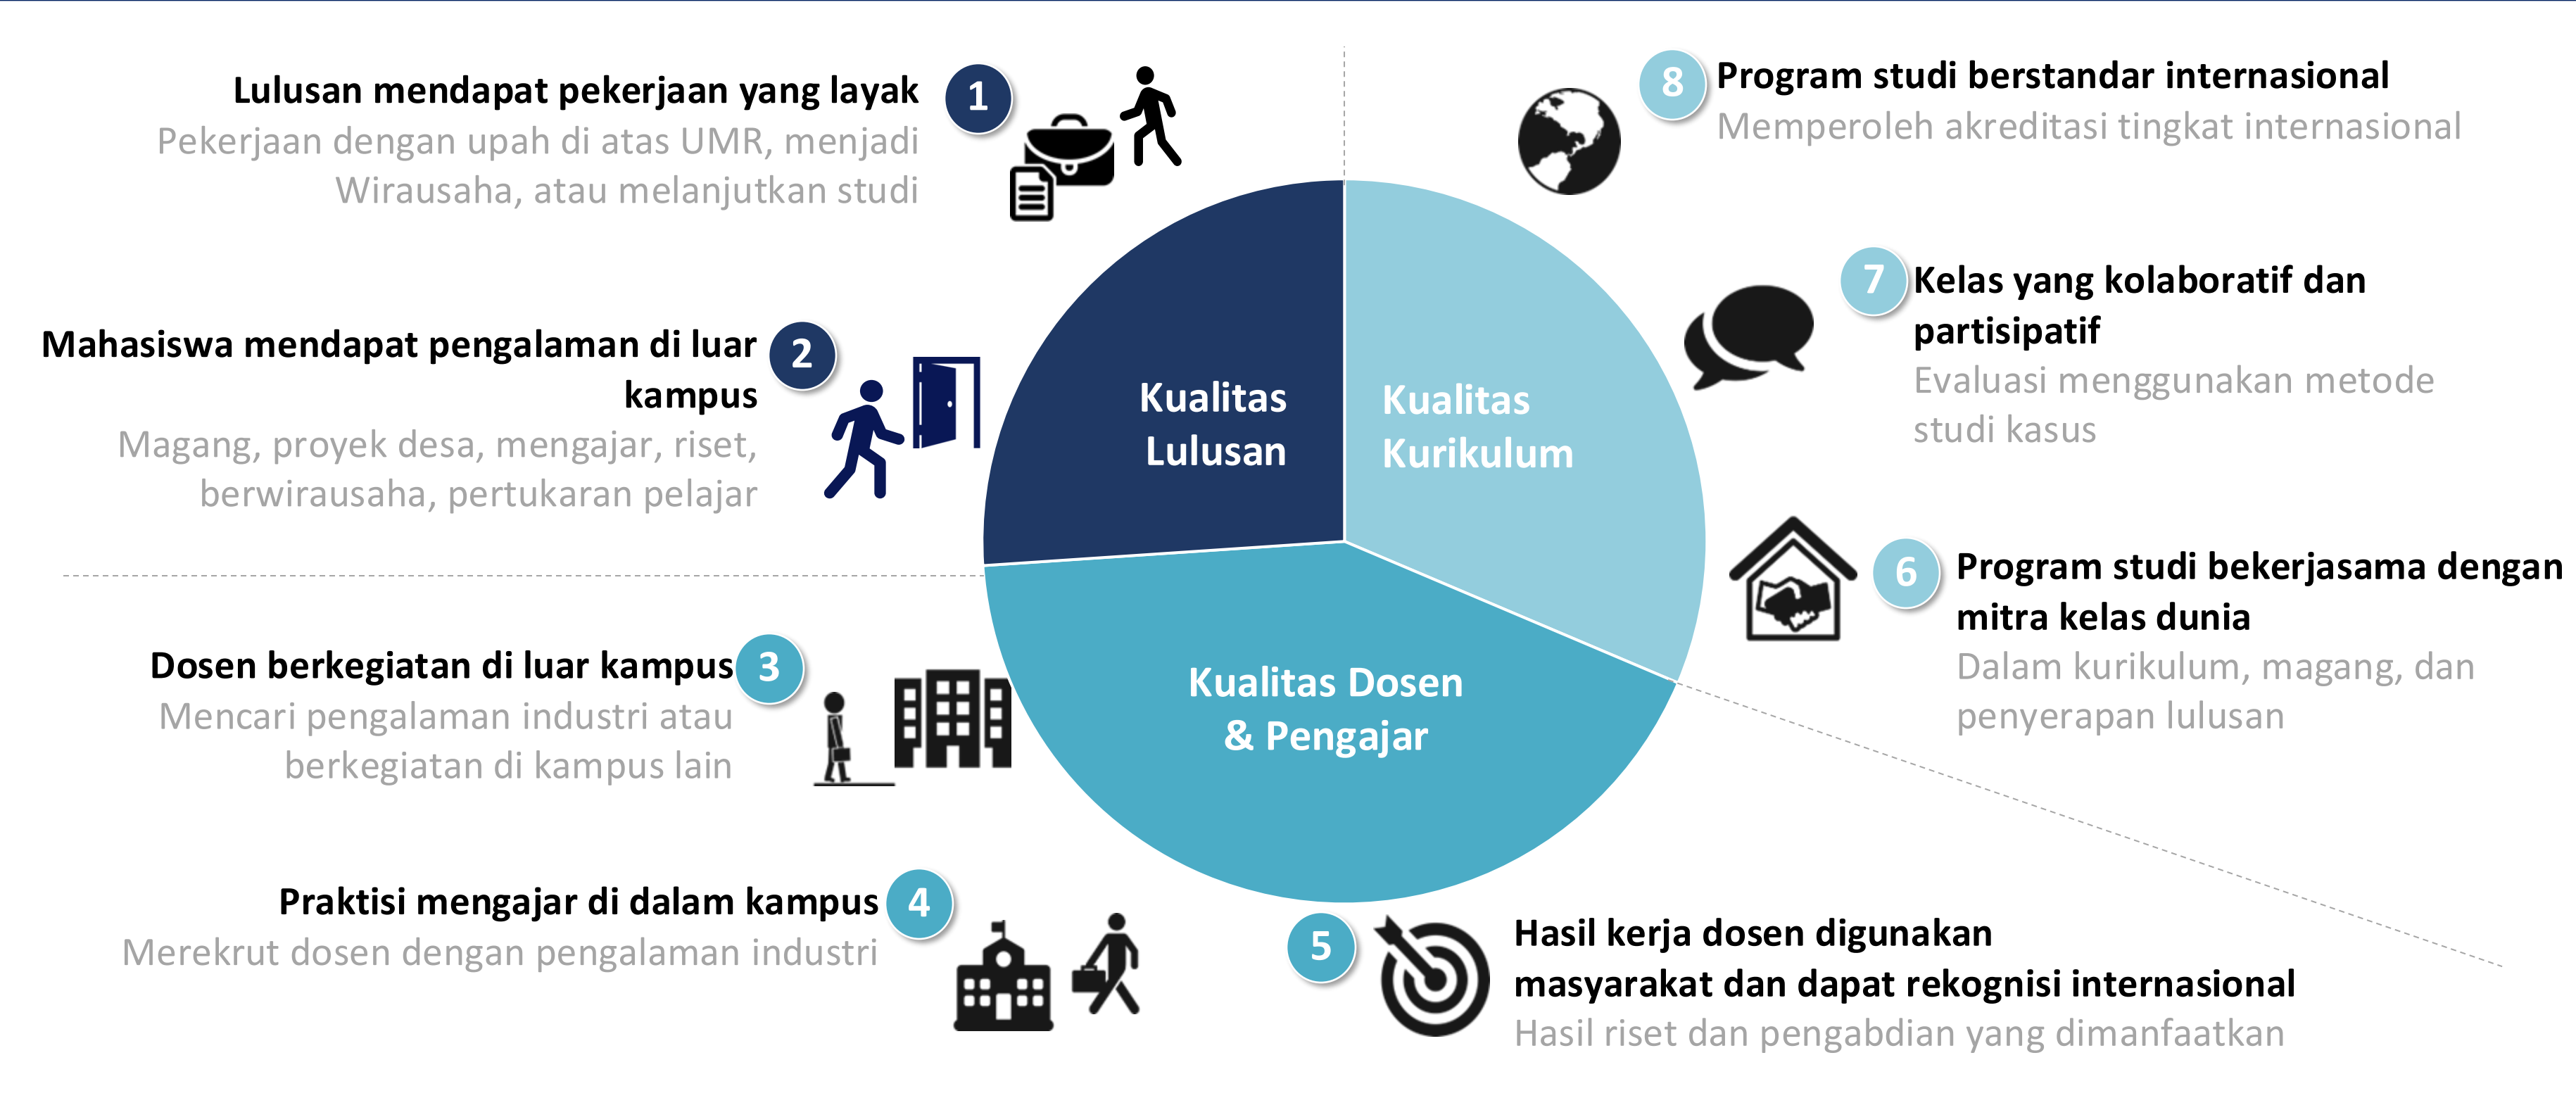 1
Lulusan mendapat pekerjaan yang layak
Pekerjaan dengan upah di atas UMR, menjadi
Wirausaha, atau melanjutkan studi
2
Mahasiswa mendapat pengalaman di luar
kampus
Magang, proyek desa, mengajar, riset,
berwirausaha, pertukaran pelajar
3
Dosen berkegiatan di luar kampus
Mencari pengalaman industri atau
berkegiatan di kampus lain
4
Praktisi mengajar di dalam kampus
Merekrut dosen dengan pengalaman industri
5
Hasil kerja dosen digunakan
masyarakat dan dapat rekognisi internasional
Hasil riset dan pengabdian yang dimanfaatkan
6
Program studi bekerjasama dengan
mitra kelas dunia
Dalam kurikulum, magang, dan
penyerapan lulusan
7
Kelas yang kolaboratif dan
partisipatif
Evaluasi menggunakan metode
studi kasus
8
Program studi berstandar internasional
Memperoleh akreditasi tingkat internasional
Kualitas
Lulusan
Kualitas
Kurikulum
Kualitas Dosen
& Pengajar